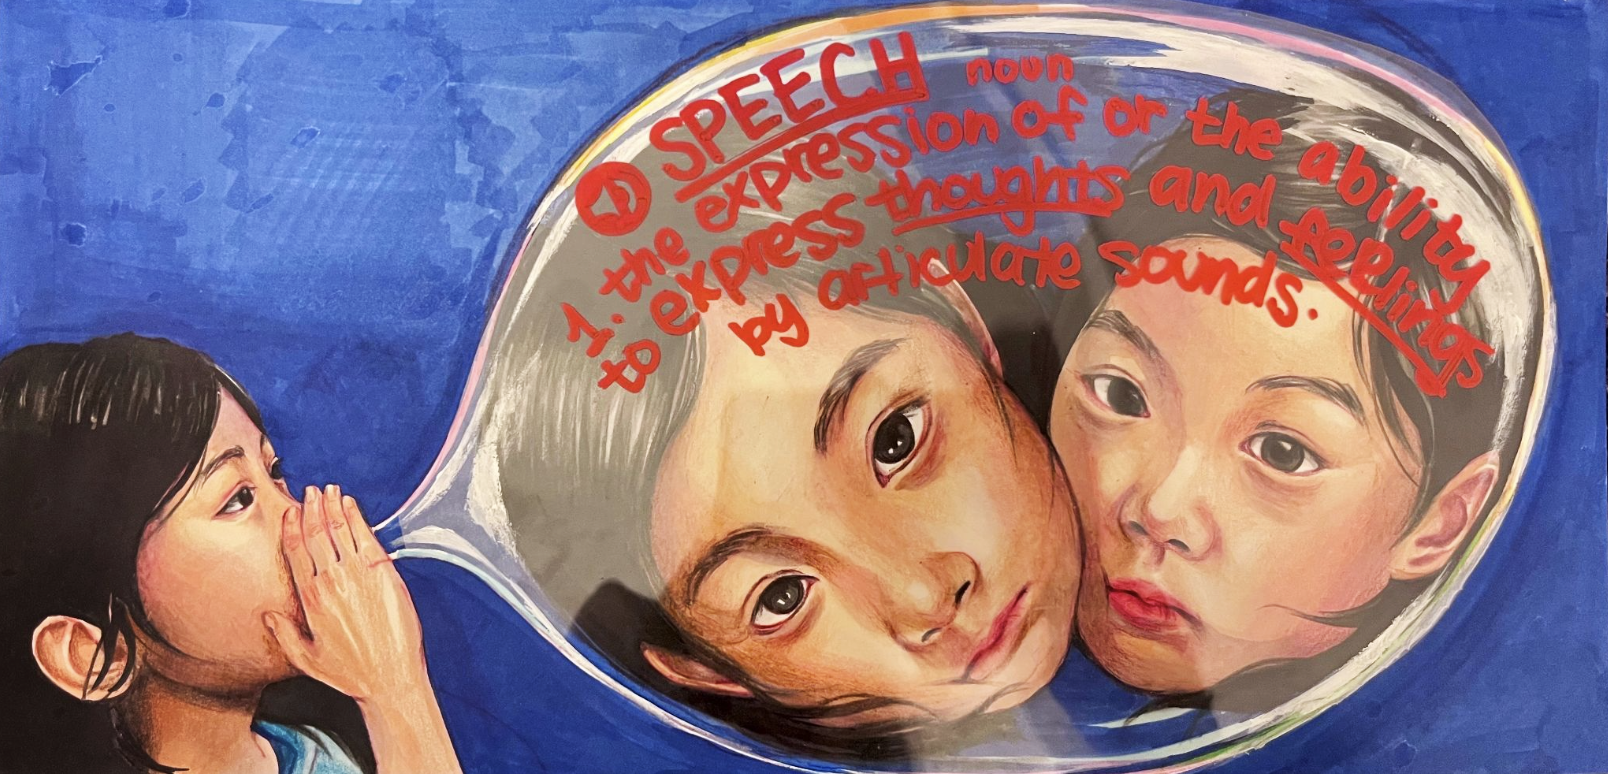 SPEECH noun
1. the expression of or the ability
to express thoughts and feelings
by articulate sounds.